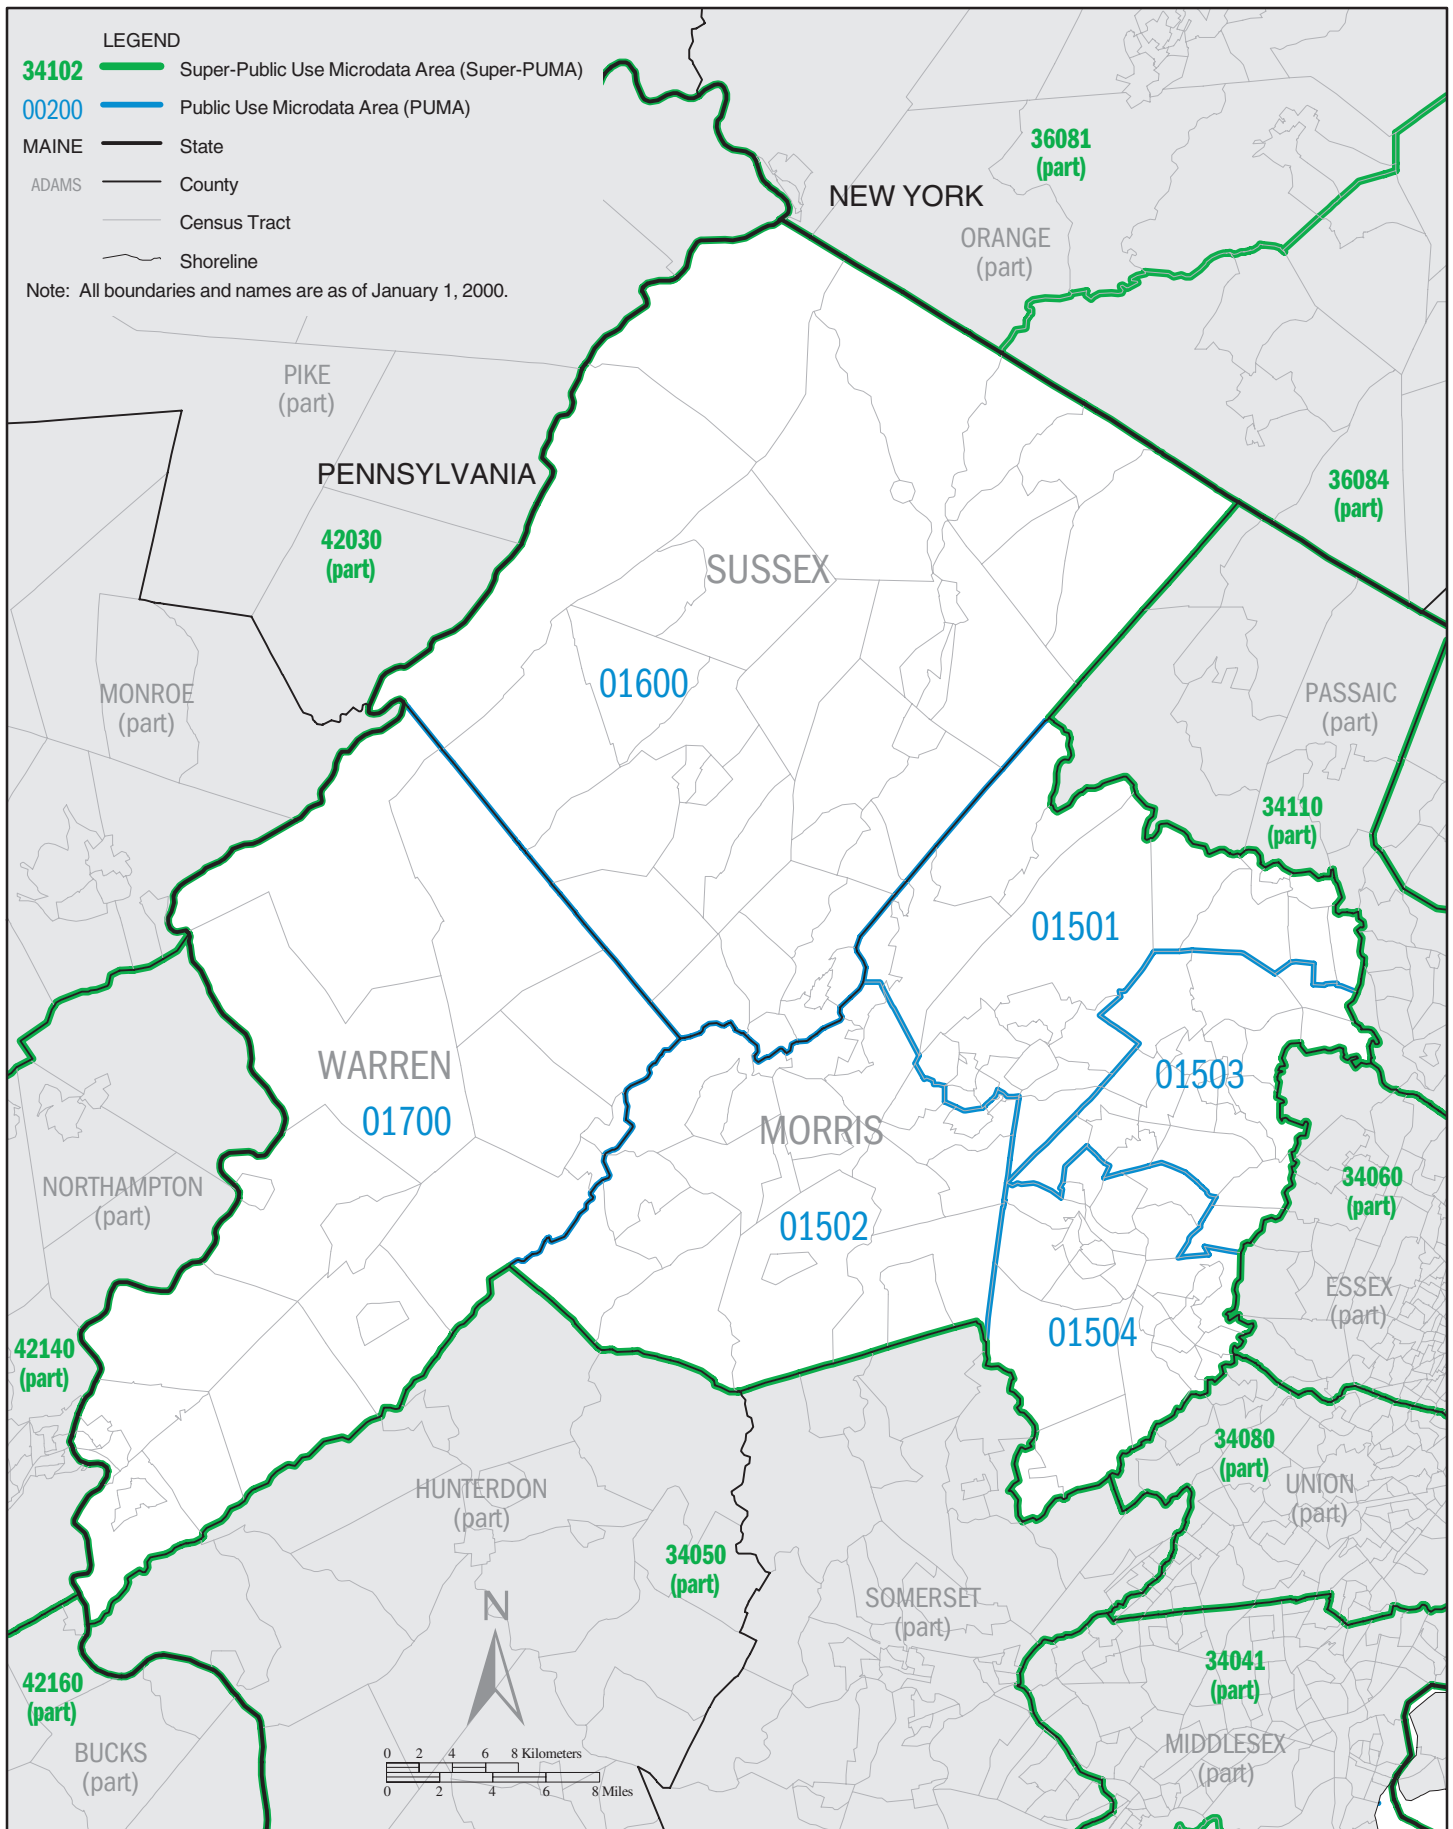 LEGEND
34102 Super-Public Use Microdata Area (Super-PUMA)
00200 Public Use Microdata Area (PUMA)
MAINE State
ADAMS County
Census Tract
Shoreline
Note: All boundaries and names are as of January 1, 2000.
36081
(part)
NEW YORK
ORANGE
(part)
PIKE
(part)
PENNSYLVANIA
36084
(part)
42030
(part)
SUSSEX
01600
MONROE
(part)
PASSAIC
(part)
34110
(part)
01501
WARREN
01700
01503
MORRIS
NORTHAMPTON
(part)
34060
(part)
01502
ESSEX
(part)
01504
42140
(part)
34080
(part)
HUNTERDON
(part)
UNION
(part)
34050
(part)
SOMERSET
(part)
N
42160
(part)
34041
(part)
BUCKS
(part)
MIDDLESEX
(part)
0 2 4 6 8 Kilometers
0 2 4 6 8 Miles